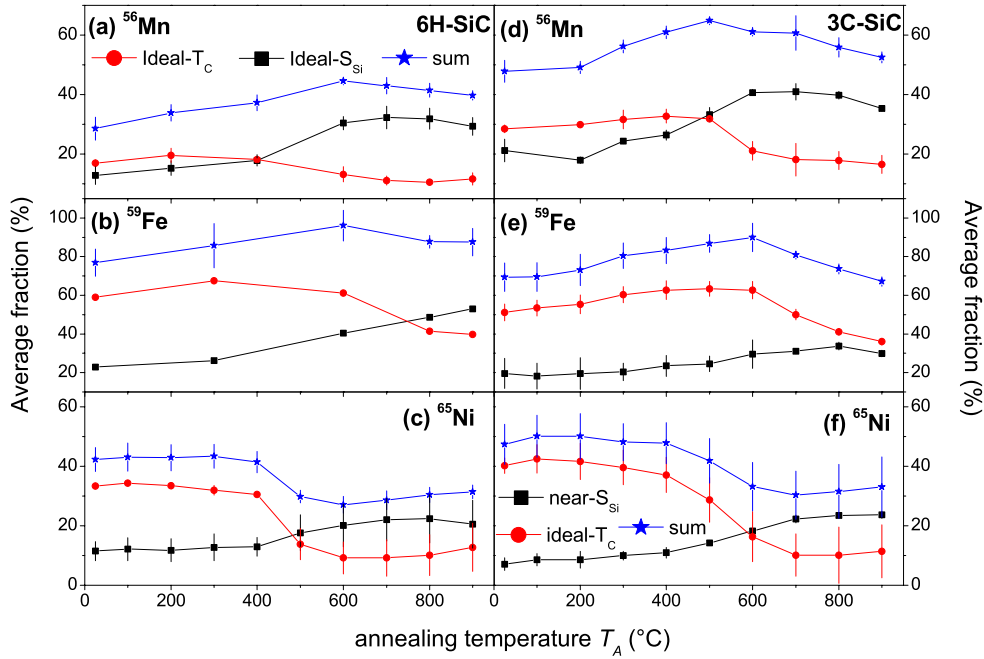 (a) ⁵⁶Mn 6H-SiC
Ideal-T_C Ideal-S_Si sum
60
40
20
(d) ⁵⁶Mn 3C-SiC
60
40
20
(b) ⁵⁹Fe
100
80
60
40
20
(e) ⁵⁹Fe
100
80
60
40
20
(c) ⁶⁵Ni
60
40
20
0
(f) ⁶⁵Ni
near-S_Si
ideal-T_C sum
60
40
20
0
0 200 400 600 800
0 200 400 600 800
Average fraction (%)
Average fraction (%)
annealing temperature T_A (°C)